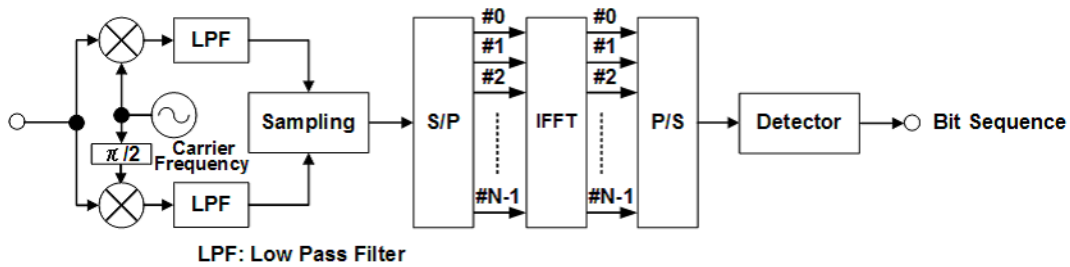 LPF
Sampling
Carrier
Frequency
π/2
LPF
S/P
#0
#1
#2
#N-1
IFFT
#0
#1
#2
#N-1
P/S
Detector
Bit Sequence
LPF: Low Pass Filter